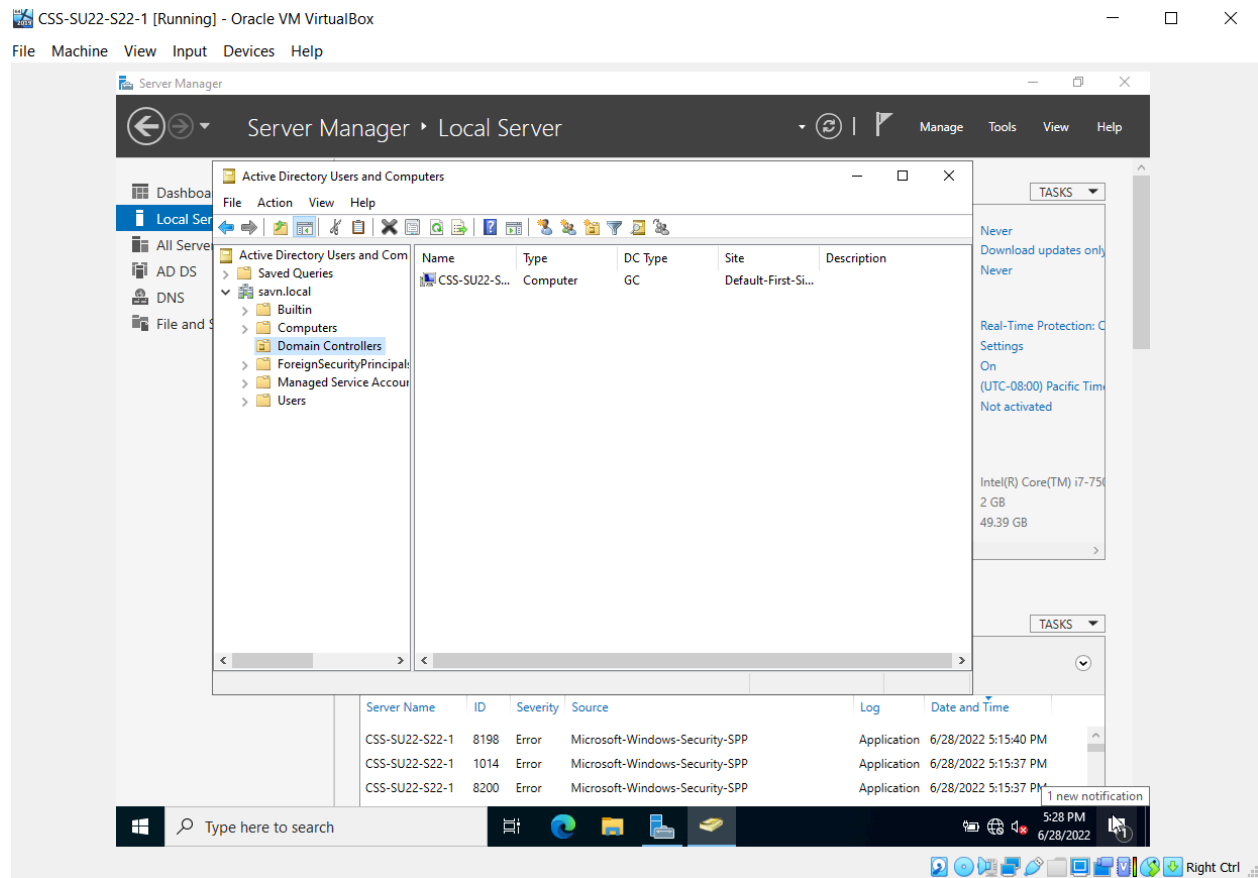 CSS-SU22-S22-1 [Running] - Oracle VM VirtualBox
File Machine View Input Devices Help
Server Manager
Server Manager • Local Server
Manage Tools View Help
Active Directory Users and Computers
File Action View Help
Dashboa
Local Ser
All Server
AD DS
DNS
File and S
Active Directory Users and Com
Saved Queries
savn.local
Builtin
Computers
Domain Controllers
ForeignSecurityPrincipals
Managed Service Accour
Users
Name Type DC Type Site Description
CSS-SU22-S... Computer GC Default-First-Si...
TASKS
Never
Download updates only
Never
Real-Time Protection: C
Settings
On
(UTC-08:00) Pacific Time
Not activated
Intel(R) Core(TM) i7-750
2 GB
49.39 GB
TASKS
Server Name ID Severity Source Log Date and Time
CSS-SU22-S22-1 8198 Error Microsoft-Windows-Security-SPP Application 6/28/2022 5:15:40 PM
CSS-SU22-S22-1 1014 Error Microsoft-Windows-Security-SPP Application 6/28/2022 5:15:37 PM
CSS-SU22-S22-1 8200 Error Microsoft-Windows-Security-SPP Application 6/28/2022 5:15:37 PM
1 new notification
Type here to search
5:28 PM
6/28/2022
1
Right Ctrl